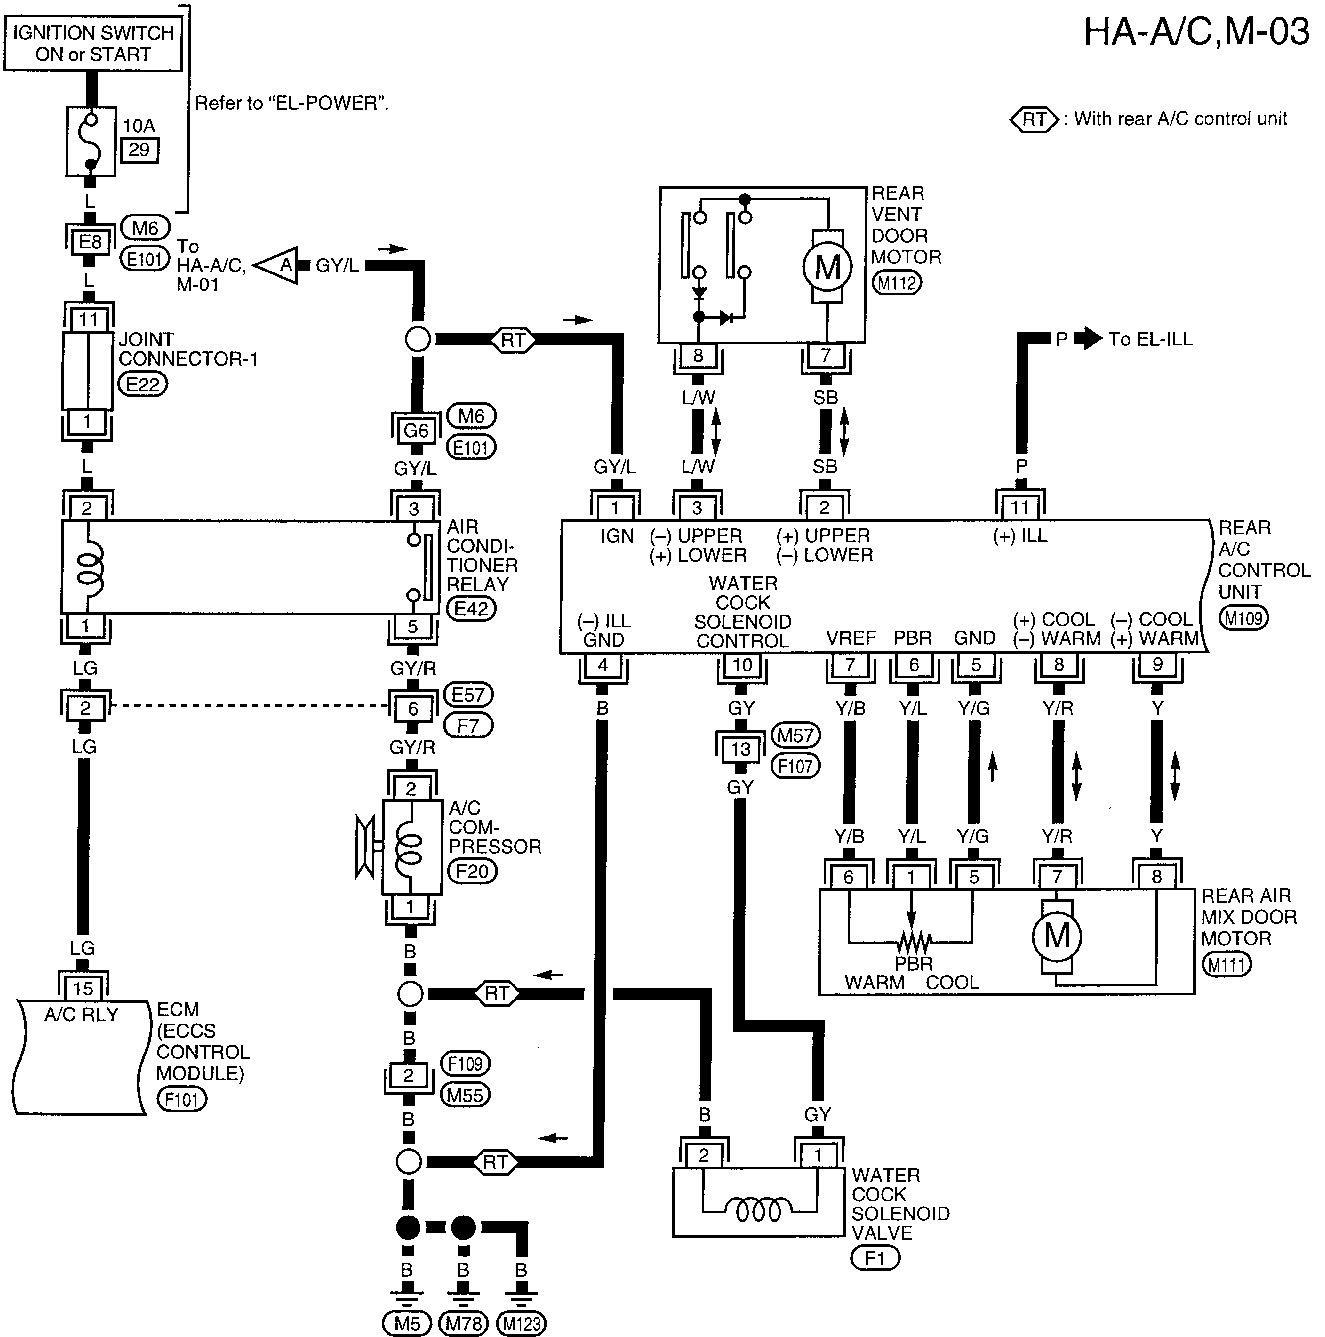 HA-A/C,M-03
IGNITION SWITCH
ON or START
Refer to "EL-POWER".
10A
29
RT : With rear A/C control unit
L
E8
M6
E101
L
To
HA-A/C,
M-01
A
GY/L
RT
REAR
VENT
DOOR
MOTOR
M112
M
8
7
L/W
SB
L/W
SB
P
To EL-ILL
11
JOINT
CONNECTOR-1
E22
1
L
G6
M6
E101
GY/L
GY/L
P
2
3
AIR
CONDI-
TIONER
RELAY
E42
1
5
1
3
2
11
IGN
(–) UPPER
(+) LOWER
(+) UPPER
(–) LOWER
(+) ILL
REAR
A/C
CONTROL
UNIT
M109
(–) ILL
GND
WATER
COCK
SOLENOID
CONTROL
VREF
PBR
GND
(+) COOL
(–) WARM
(–) COOL
(+) WARM
4
10
7
6
5
8
9
LG
GY/R
2
6
E57
F7
LG
GY/R
B
GY
Y/B
Y/L
Y/G
Y/R
Y
13
M57
F107
GY
2
A/C
COM-
PRESSOR
F20
1
B
Y/B
Y/L
Y/G
Y/R
Y
6
1
5
7
8
PBR
WARM
COOL
M
REAR AIR
MIX DOOR
MOTOR
M111
LG
15
A/C RLY
ECM
(ECCS
CONTROL
MODULE)
F101
RT
B
2
F109
M55
B
RT
B
GY
2
1
WATER
COCK
SOLENOID
VALVE
F1
B
B
B
M5
M78
M123